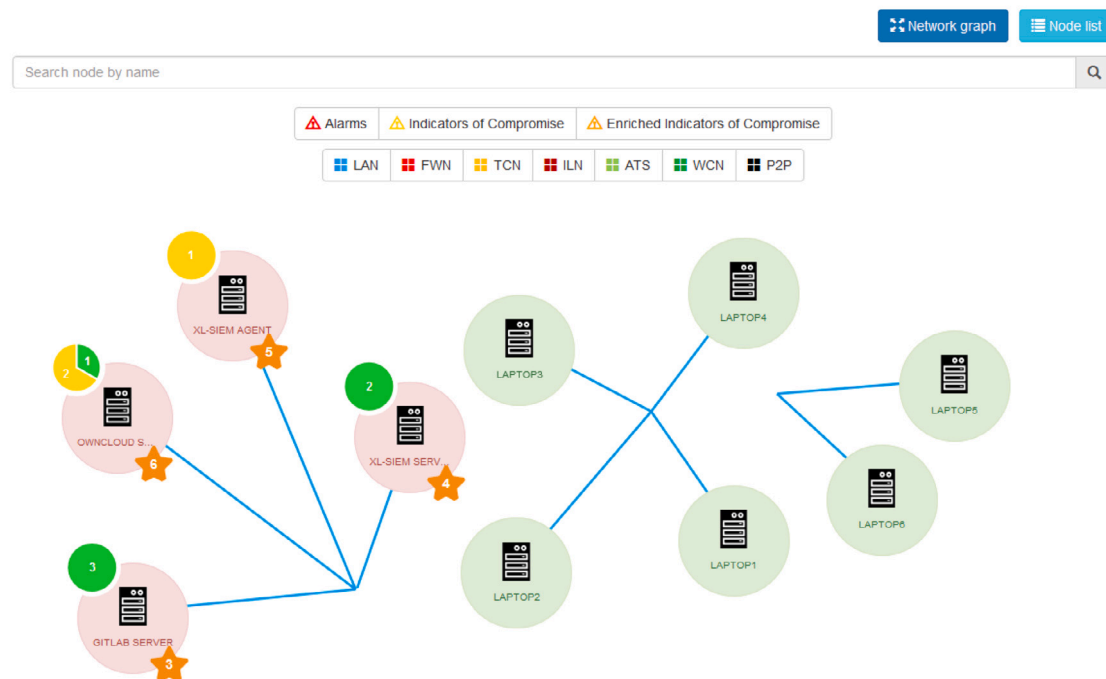 Network graph
Node list
Search node by name
Alarms
Indicators of Compromise
Enriched Indicators of Compromise
LAN
FWN
TCN
ILN
ATS
WCN
P2P
1
XL-SIEM AGENT
5
1
2
OWNCLOUD S...
6
2
XL-SIEM SERV...
4
3
GITLAB SERVER
3
LAPTOP3
LAPTOP4
LAPTOP5
LAPTOP6
LAPTOP1
LAPTOP2